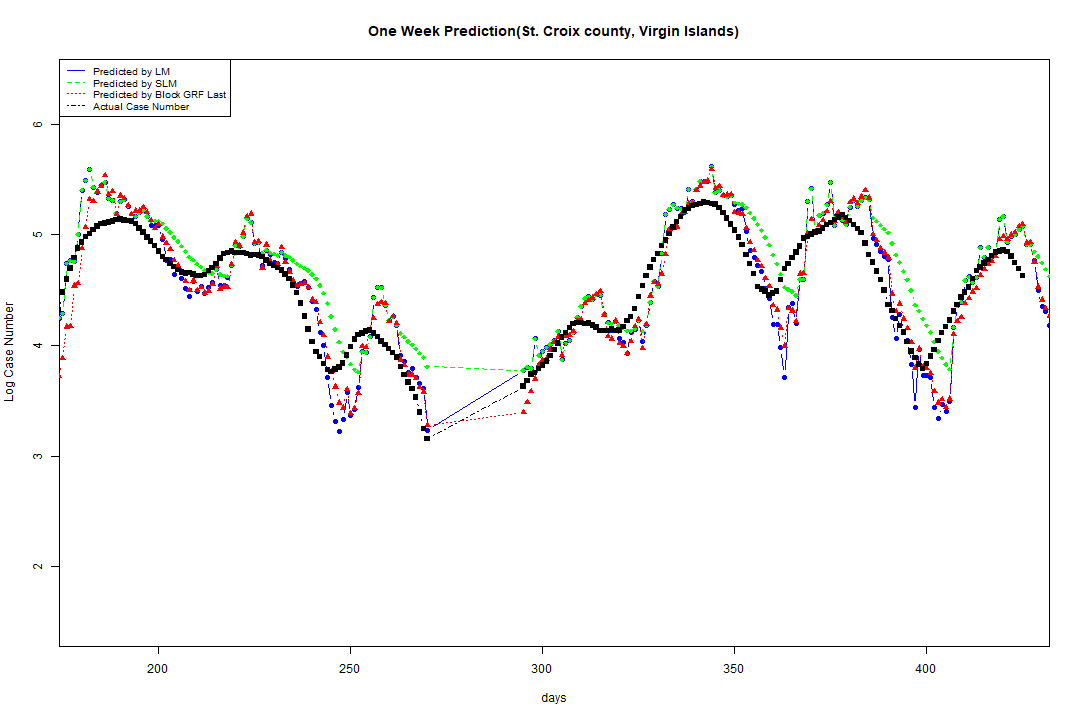 One Week Prediction(St. Croix county, Virgin Islands)
Predicted by LM
Predicted by SLM
Predicted by Block GRF Last
Actual Case Number
6
5
4
3
2
Log Case Number
200 250 300 350 400
days